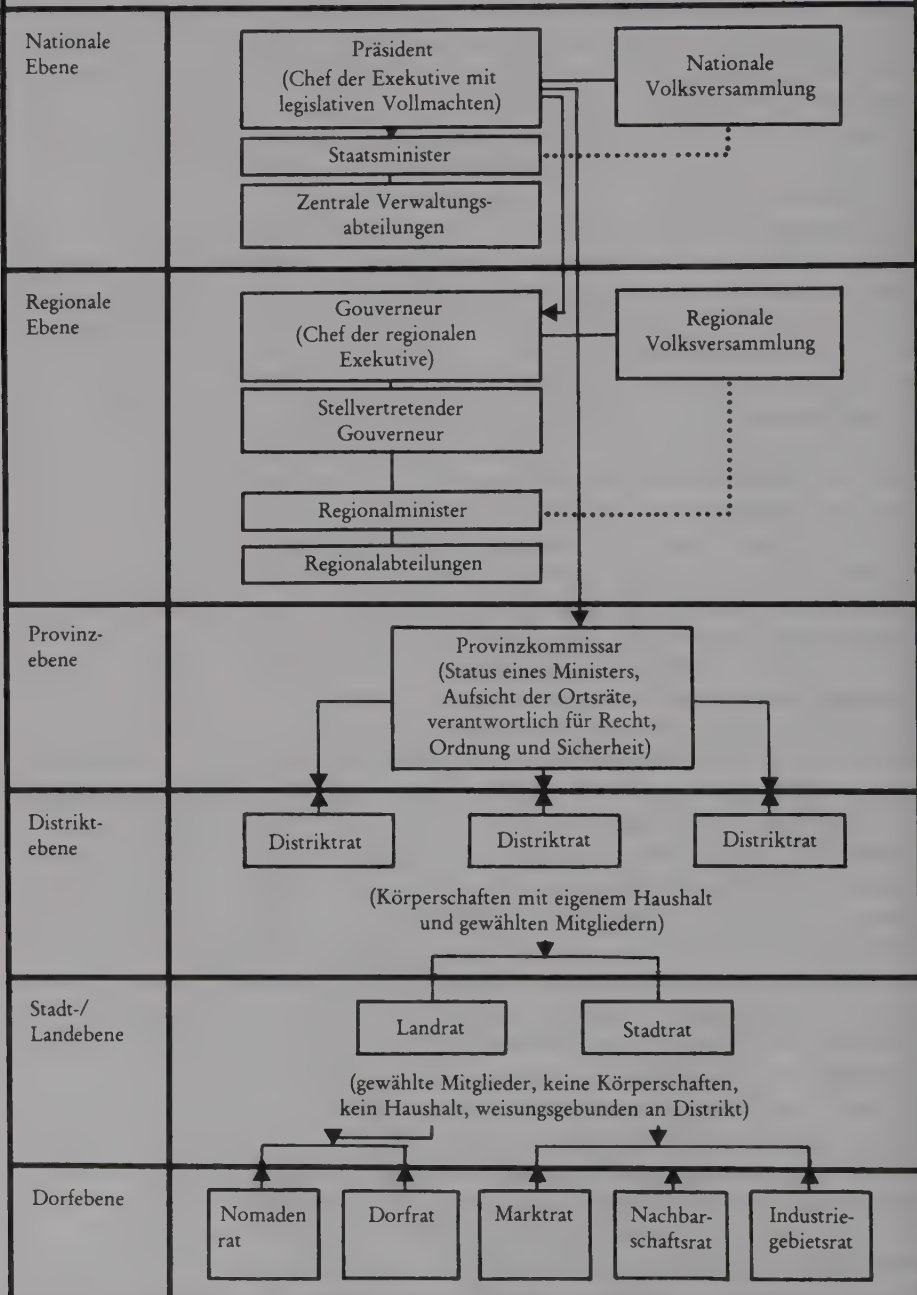 Nationale
Ebene
Präsident
(Chef der Exekutive mit
legislativen Vollmachten)
Nationale
Volksversammlung
Staatsminister
Zentrale Verwaltungs-
abteilungen
Regionale
Ebene
Gouverneur
(Chef der regionalen
Exekutive)
Regionale
Volksversammlung
Stellvertretender
Gouverneur
Regionalminister
Regionalabteilungen
Provinz-
ebene
Provinzkommissar
(Status eines Ministers,
Aufsicht der Ortsräte,
verantwortlich für Recht,
Ordnung und Sicherheit)
Distrikt-
ebene
Distriktrat
Distriktrat
Distriktrat
(Körperschaften mit eigenem Haushalt
und gewählten Mitgliedern)
Stadt-/
Landebene
Landrat
Stadtrat
(gewählte Mitglieder, keine Körperschaften,
kein Haushalt, weisungsgebunden an Distrikt)
Dorfebene
Nomaden
rat
Dorfrat
Marktrat
Nachbar-
schaftsrat
Industrie-
gebietsrat